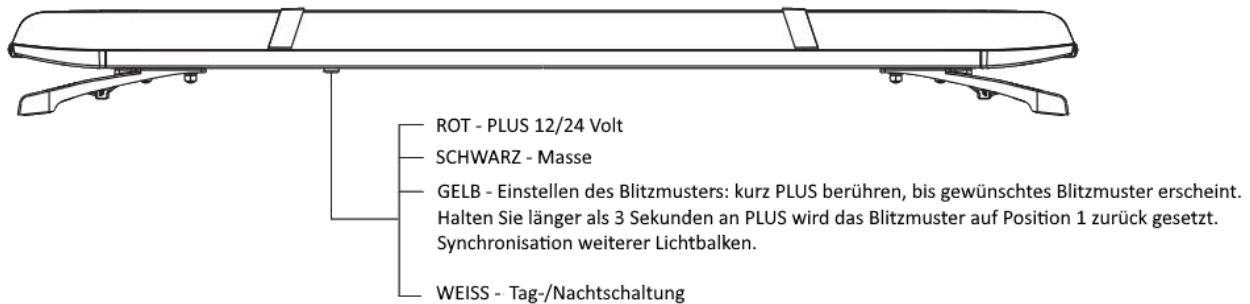 ROT - PLUS 12/24 Volt
SCHWARZ - Masse
GELB - Einstellen des Blitzmusters: kurz PLUS berühren, bis gewünschtes Blitzmuster erscheint.
Halten Sie länger als 3 Sekunden an PLUS wird das Blitzmuster auf Position 1 zurück gesetzt.
Synchronisation weiterer Lichtbalken.
WEISS - Tag-/Nachtschaltung